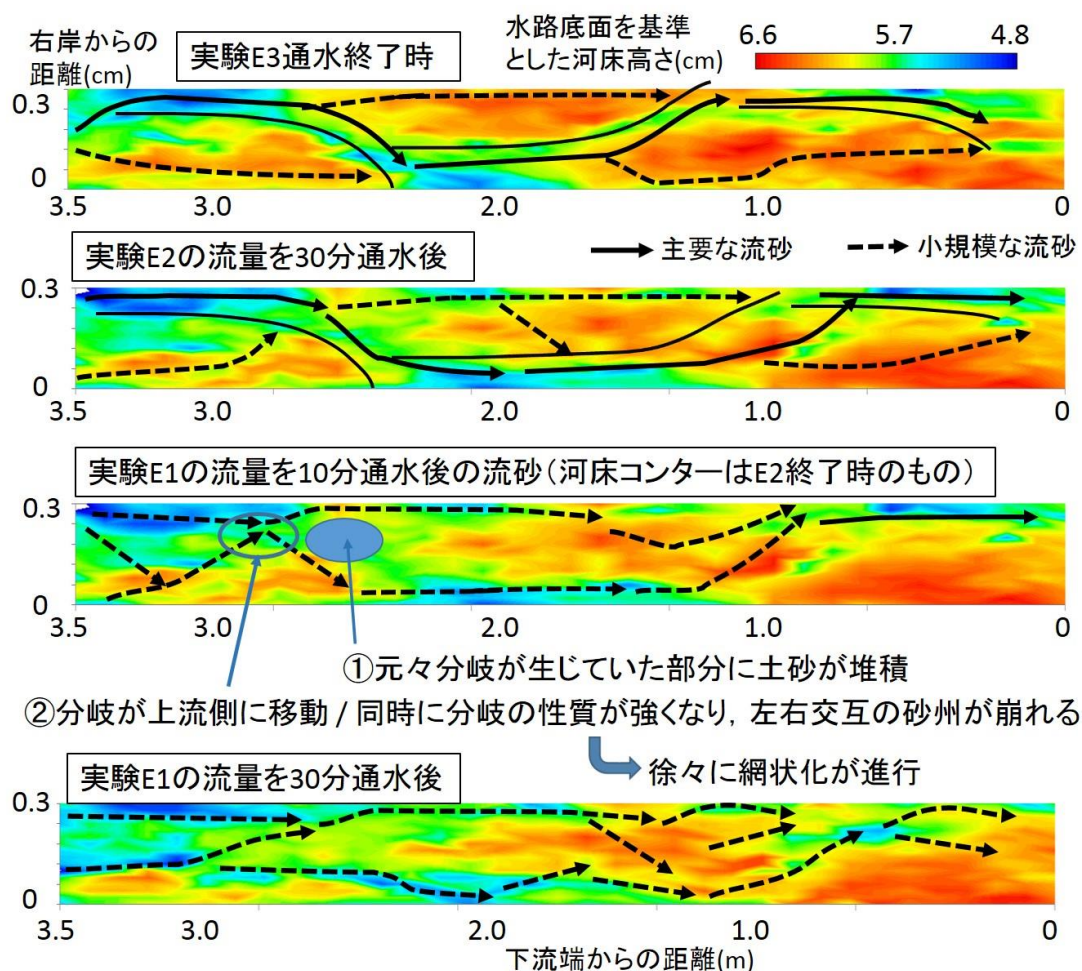 右岸からの
距離(cm)
実験E3通水終了時
水路底面を基準
とした河床高さ(cm)
6.6 5.7 4.8
0.3
0
3.5 3.0 2.0 1.0 0
実験E2の流量を30分通水後
主要な流砂 小規模な流砂
0.3
0
3.5 3.0 2.0 1.0 0
実験E1の流量を10分通水後の流砂(河床コンターはE2終了時のもの)
0.3
0
3.5 3.0 2.0 1.0 0
①元々分岐が生じていた部分に土砂が堆積
②分岐が上流側に移動 / 同時に分岐の性質が強くなり,左右交互の砂州が崩れる
実験E1の流量を30分通水後
徐々に網状化が進行
0.3
0
3.5 3.0 2.0 1.0 0
下流端からの距離(m)